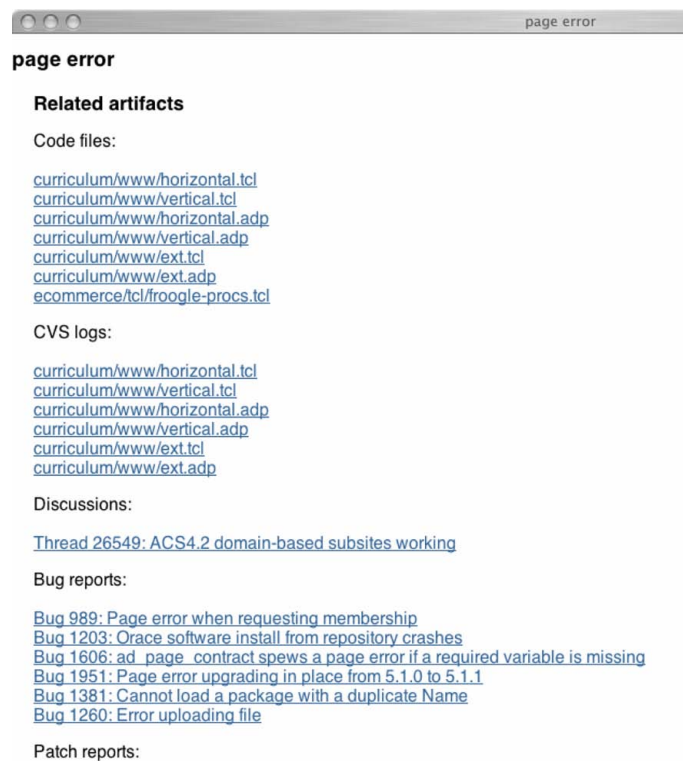 page error
page error
Related artifacts
Code files:
curriculum/www/horizontal.tcl
curriculum/www/vertical.tcl
curriculum/www/horizontal.adp
curriculum/www/vertical.adp
curriculum/www/ext.tcl
curriculum/www/ext.adp
ecommerce/tcl/froogle-procs.tcl
CVS logs:
curriculum/www/horizontal.tcl
curriculum/www/vertical.tcl
curriculum/www/horizontal.adp
curriculum/www/vertical.adp
curriculum/www/ext.tcl
curriculum/www/ext.adp
Discussions:
Thread 26549: ACS4.2 domain-based subsites working
Bug reports:
Bug 989: Page error when requesting membership
Bug 1203: Orace software install from repository crashes
Bug 1606: ad_page_contract spews a page error if a required variable is missing
Bug 1951: Page error upgrading in place from 5.1.0 to 5.1.1
Bug 1381: Cannot load a package with a duplicate Name
Bug 1260: Error uploading file
Patch reports: